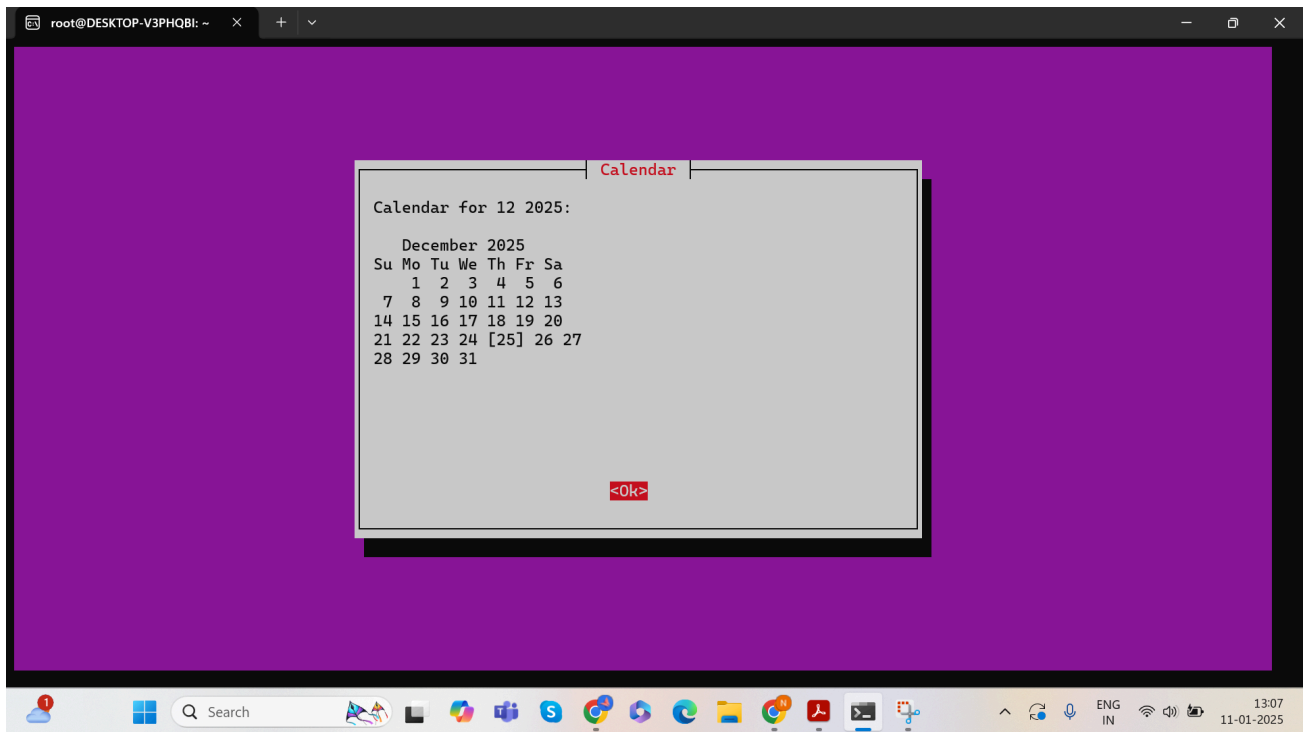 root@DESKTOP-V3PHQBI: ~
Calendar
Calendar for 12 2025:
December 2025
Su Mo Tu We Th Fr Sa
1 2 3 4 5 6
7 8 9 10 11 12 13
14 15 16 17 18 19 20
21 22 23 24 [25] 26 27
28 29 30 31
<Ok>
1
Search
ENG
IN
13:07
11-01-2025